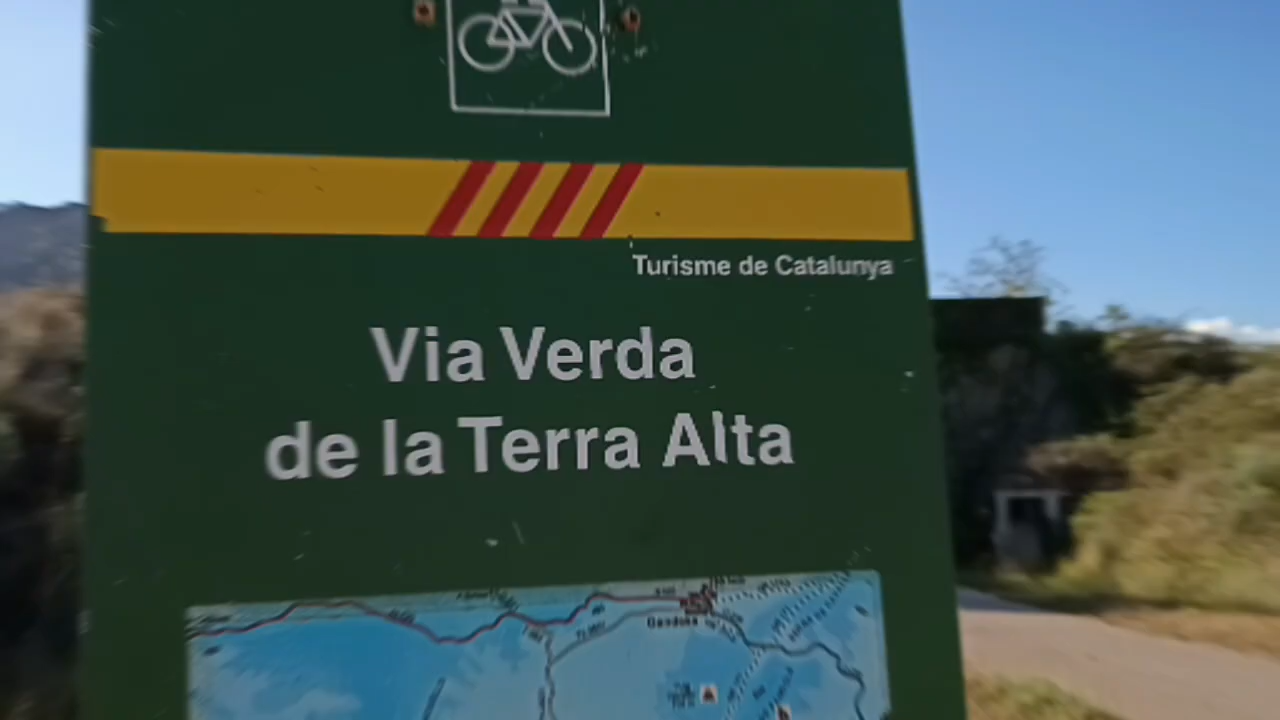 Turisme de Catalunya
Via Verda
de la Terra Alta
Gandesa